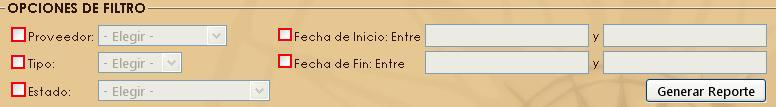 OPCIONES DE FILTRO
Proveedor: - Elegir - Fecha de Inicio: Entre y
Tipo: - Elegir - Fecha de Fin: Entre y
Estado: - Elegir - Generar Reporte